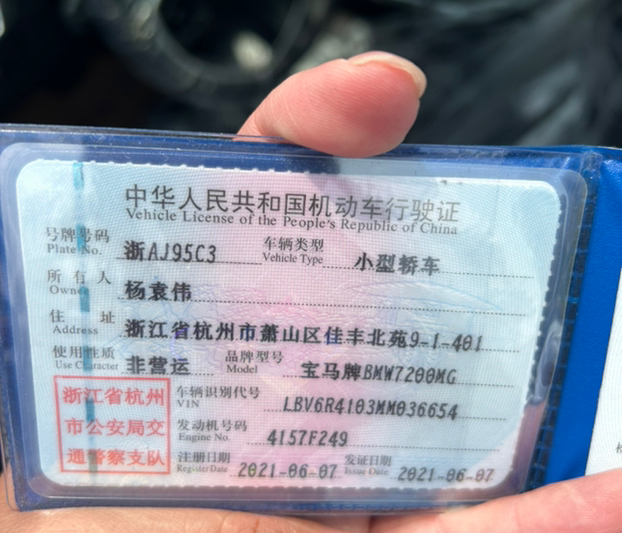 中华人民共和国机动车行驶证
Vehicle License of the People's Republic of China
号牌号码 浙AJ95C3 车辆类型 小型轿车
Plate No. Vehicle Type
所有人 杨袁伟
Owner
住址 浙江省杭州市萧山区佳丰北苑9-1-401
Address
使用性质 非营运 品牌型号 宝马牌BMW7200MG
Use Character Model
浙江省杭州
市公安局交
通警察支队
车辆识别代号 LBV6R4103MM036654
VIN
发动机号码 4157F249
Engine No.
注册日期 2021-06-07 发证日期 2021-06-07
Register Date Issue Date